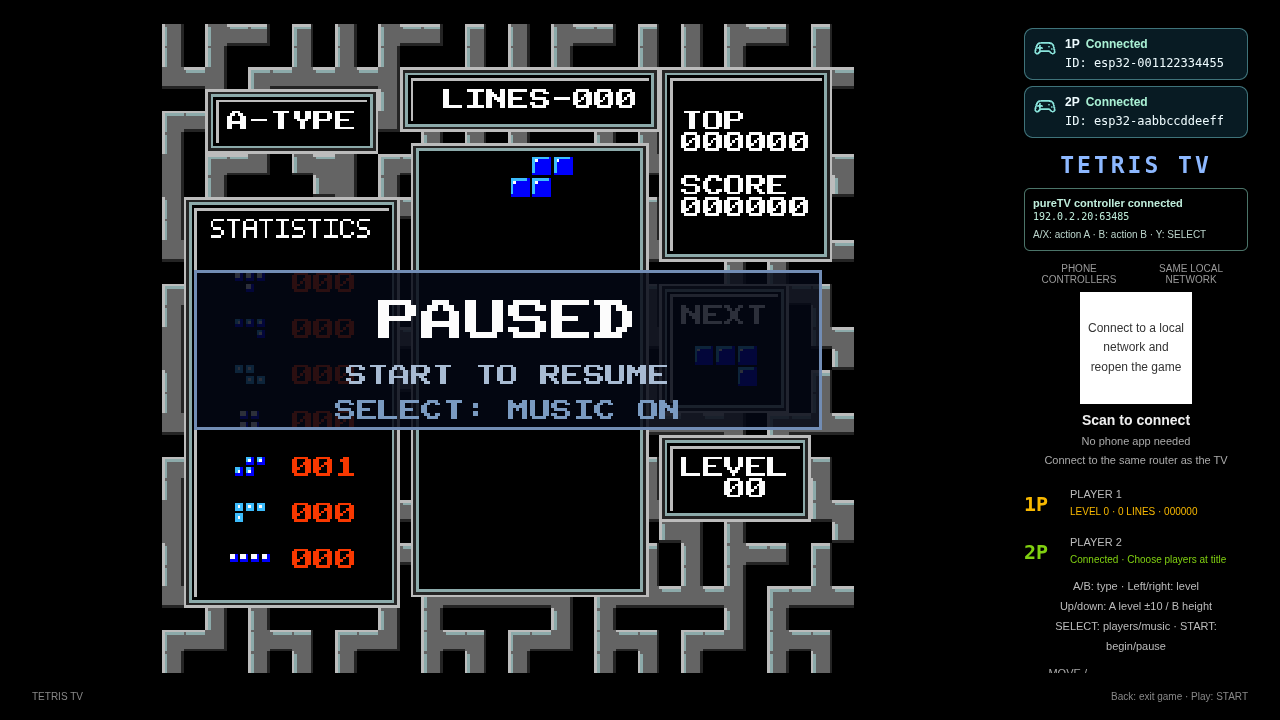 A-TYPE
LINES-000
TOP
000000
SCORE
000000
STATISTICS
000
000
000
PAUSED
START TO RESUME
SELECT: MUSIC ON
NEXT
001
000
000
LEVEL
00
1P Connected
ID: esp32-001122334455
2P Connected
ID: esp32-aabbccddeeff
TETRIS TV
pureTV controller connected
192.0.2.20:63485
A/X: action A · B: action B · Y: SELECT
PHONE CONTROLLERS
SAME LOCAL NETWORK
Connect to a local
network and
reopen the game
Scan to connect
No phone app needed
Connect to the same router as the TV
1P PLAYER 1
LEVEL 0 · 0 LINES · 000000
2P PLAYER 2
Connected · Choose players at title
A/B: type · Left/right: level
Up/down: A level ±10 / B height
SELECT: players/music · START:
begin/pause
MOVE /
TETRIS TV
Back: exit game · Play: START